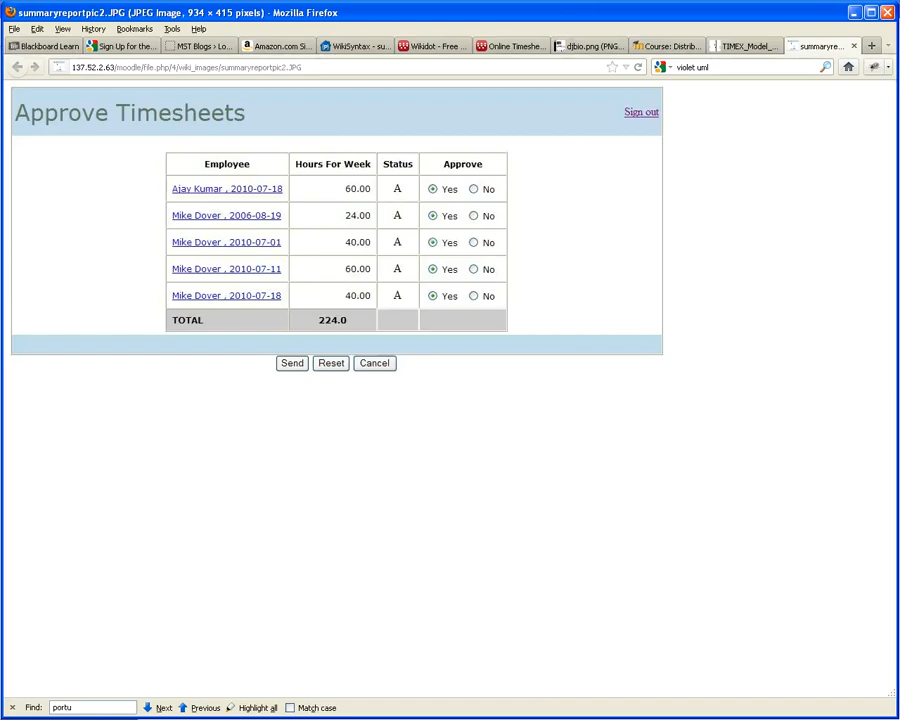 summaryreportpic2.JPG (JPEG Image, 934 × 415 pixels) - Mozilla Firefox
File Edit View History Bookmarks Tools Help
Blackboard Learn Sign Up for the... MST Blogs › Lo... Amazon.com Si... WikiSyntax - su... Wikidot - Free ... Online Timeshe... djbio.png (PNG... Course: Distrib... TIMEX_Model_... summaryre...
137.52.2.63/moodle/file.php/4/wiki_images/summaryreportpic2.JPG violet uml
Approve Timesheets Sign out
Employee Hours For Week Status Approve
Ajay Kumar , 2010-07-18 60.00 A Yes No
Mike Dover , 2006-08-19 24.00 A Yes No
Mike Dover , 2010-07-01 40.00 A Yes No
Mike Dover , 2010-07-11 60.00 A Yes No
Mike Dover , 2010-07-18 40.00 A Yes No
TOTAL 224.0
Send Reset Cancel
Find: portu Next Previous Highlight all Match case